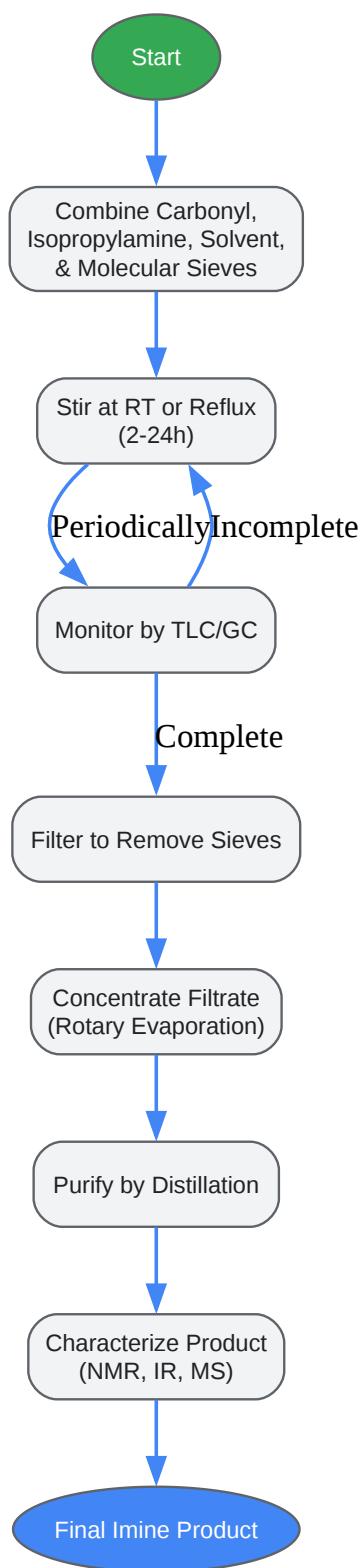 Start
Combine Carbonyl,
Isopropylamine, Solvent,
& Molecular Sieves
Stir at RT or Reflux
(2-24h)
Periodically
Incomplete
Monitor by TLC/GC
Complete
Filter to Remove Sieves
Concentrate Filtrate
(Rotary Evaporation)
Purify by Distillation
Characterize Product
(NMR, IR, MS)
Final Imine Product